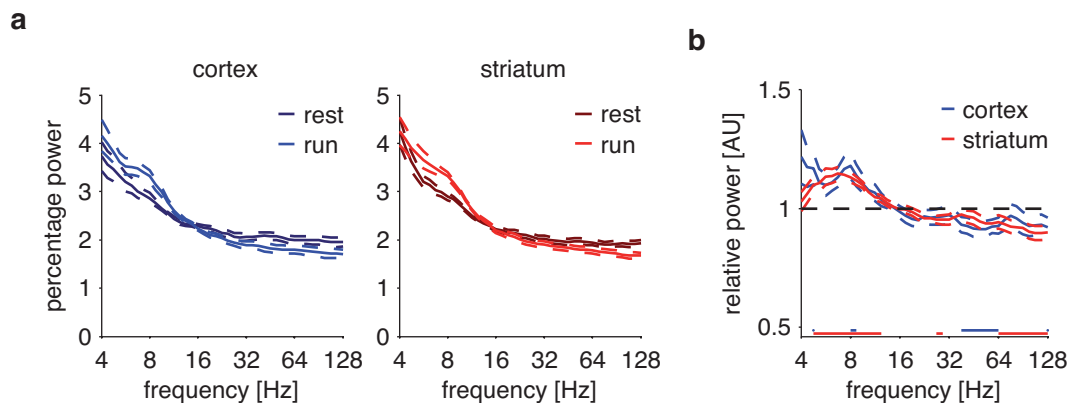 a
cortex
percentage power
5
4
3
2
1
0
rest
run
4 8 16 32 64 128
frequency [Hz]
striatum
5
4
3
2
1
0
rest
run
4 8 16 32 64 128
frequency [Hz]
b
relative power [AU]
1.5
1
0.5
cortex
striatum
4 8 16 32 64 128
frequency [Hz]